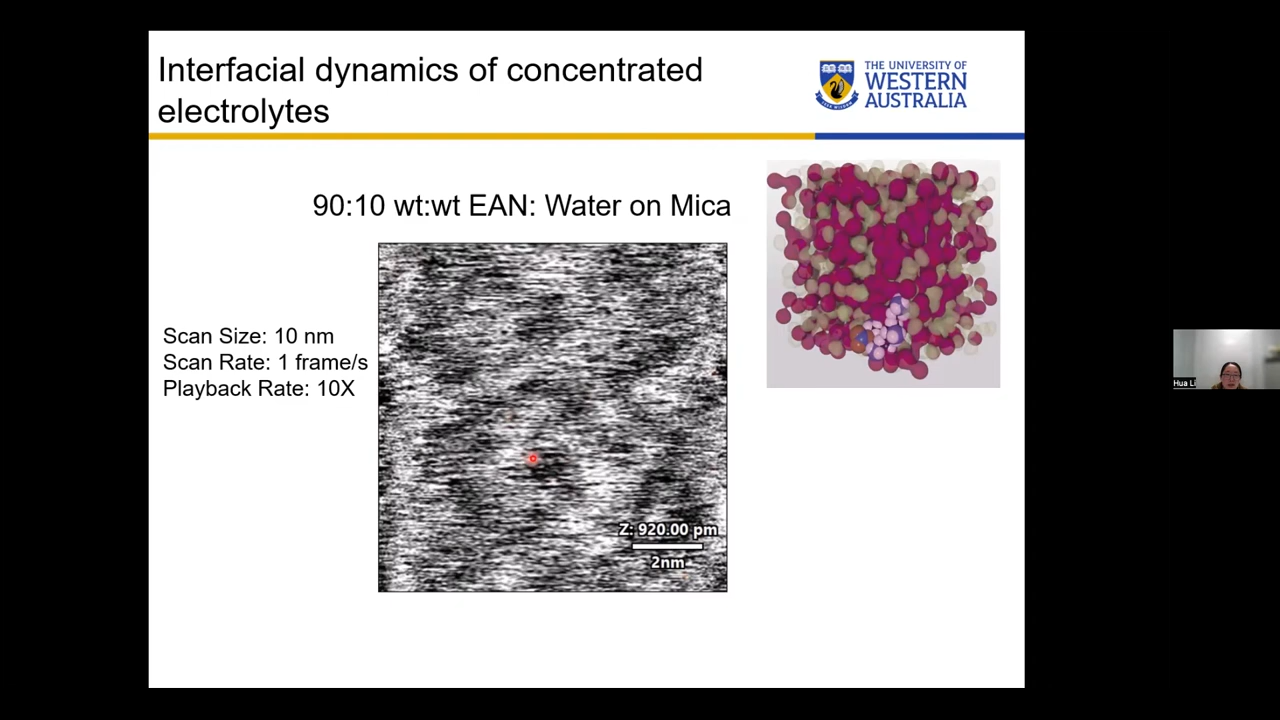 Interfacial dynamics of concentrated
electrolytes
THE UNIVERSITY OF
WESTERN
AUSTRALIA
90:10 wt:wt EAN: Water on Mica
Scan Size: 10 nm
Scan Rate: 1 frame/s
Playback Rate: 10X
Z: 920.00 pm
2nm
Hua Li